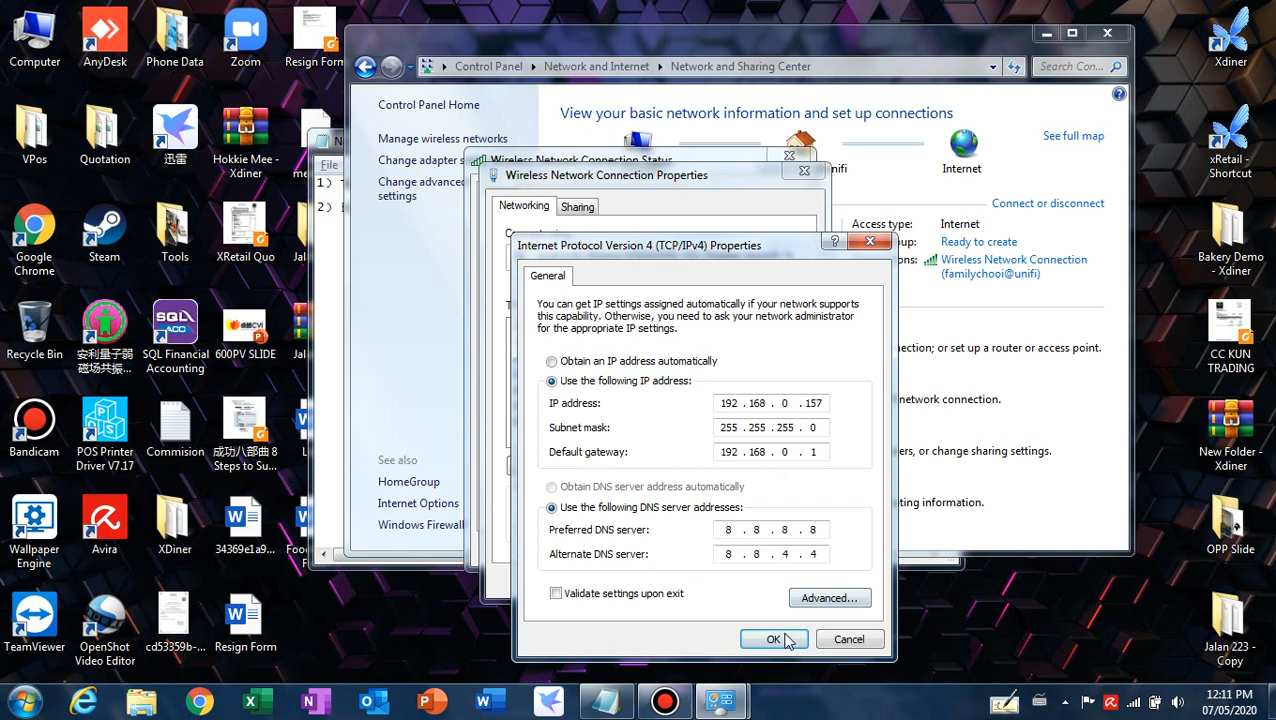 Computer
AnyDesk
Phone Data
Zoom
Resign Form
VPos
Quotation
迅雷
Hokkie Mee -
Xdiner
me
Google
Chrome
Steam
Tools
XRetail Quo
Recycle Bin
安利量子弱
磁场共振...
SQL Financial
Accounting
600PV SLIDE
Jala
Bandicam
POS Printer
Driver V7.17
Commision
成功八部曲 8
Steps to Su...
L
Wallpaper
Engine
Avira
XDiner
34369e1a9...
Food
TeamViewer
OpenShot
Video Editor
cd53359b-...
Resign Form
Control Panel
Network and Internet
Network and Sharing Center
Search Con...
Control Panel Home
Manage wireless networks
Change adapter s
Change advanced
settings
See also
HomeGroup
Internet Options
Windows Firewall
View your basic network information and set up connections
See full map
nifi
Internet
Connect or disconnect
Access type:
Internet
oup:
Ready to create
ons:
Wireless Network Connection
(familychooi@unifi)
nection; or set up a router or access point.
network connection.
ers, or change sharing settings.
eting information.
N
File
1) T
2)
Wireless Network Connection Status
Wireless Network Connection Properties
Networking
Sharing
Internet Protocol Version 4 (TCP/IPv4) Properties
General
You can get IP settings assigned automatically if your network supports
this capability. Otherwise, you need to ask your network administrator
for the appropriate IP settings.
Obtain an IP address automatically
Use the following IP address:
IP address:
192 . 168 . 0 . 157
Subnet mask:
255 . 255 . 255 . 0
Default gateway:
192 . 168 . 0 . 1
Obtain DNS server address automatically
Use the following DNS server addresses:
Preferred DNS server:
8 . 8 . 8 . 8
Alternate DNS server:
8 . 8 . 4 . 4
Validate settings upon exit
Advanced...
OK
Cancel
Xdiner
xRetail -
Shortcut
Bakery Demo
- Xdiner
CC KUN
TRADING
New Folder -
Xdiner
OPP Slide
Jalan 223 -
Copy
12:11 PM
07/05/2020